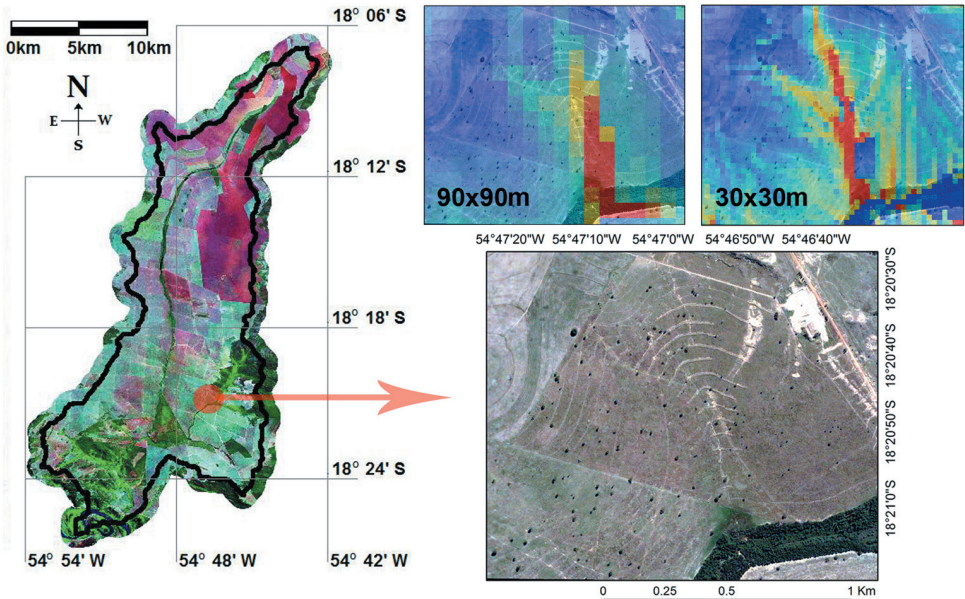 0km 5km 10km
N
E W
S
18° 06' S
18° 12' S
18° 18' S
18° 24' S
54° 54' W 54° 48' W 54° 42' W
90x90m
30x30m
54°47'20"W 54°47'10"W 54°47'0"W 54°46'50"W 54°46'40"W
18°20'30"S
18°20'40"S
18°20'50"S
18°21'0"S
0 0.25 0.5 1 Km